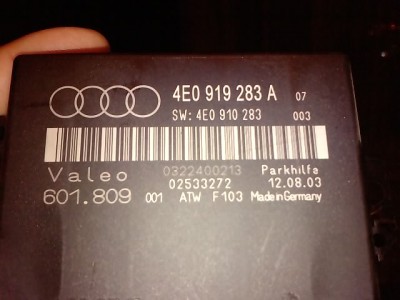 4E0 919 283 A 07
SW: 4E0 910 283 003
Valeo 0322400213 Parkhilfe
02533272 12.08.03
601.809 001 ATW F103 Made in Germany